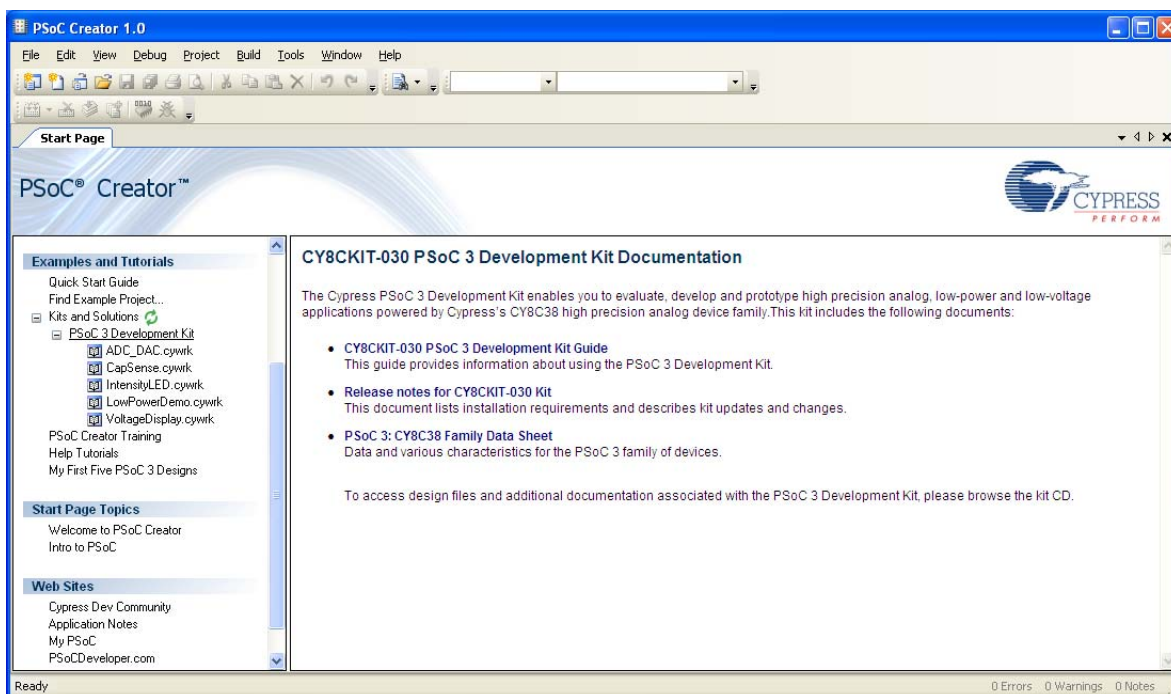 PSoC Creator 1.0
File Edit View Debug Project Build Tools Window Help
Start Page
PSoC® Creator™
CYPRESS
PERFORM
Examples and Tutorials
Quick Start Guide
Find Example Project...
Kits and Solutions
PSoC 3 Development Kit
ADC_DAC.cywrk
CapSense.cywrk
IntensityLED.cywrk
LowPowerDemo.cywrk
VoltageDisplay.cywrk
PSoC Creator Training
Help Tutorials
My First Five PSoC 3 Designs
Start Page Topics
Welcome to PSoC Creator
Intro to PSoC
Web Sites
Cypress Dev Community
Application Notes
My PSoC
PSoCDeveloper.com
CY8CKIT-030 PSoC 3 Development Kit Documentation
The Cypress PSoC 3 Development Kit enables you to evaluate, develop and prototype high precision analog, low-power and low-voltage
applications powered by Cypress's CY8C38 high precision analog device family.This kit includes the following documents:
• CY8CKIT-030 PSoC 3 Development Kit Guide
This guide provides information about using the PSoC 3 Development Kit.
• Release notes for CY8CKIT-030 Kit
This document lists installation requirements and describes kit updates and changes.
• PSoC 3: CY8C38 Family Data Sheet
Data and various characteristics for the PSoC 3 family of devices.
To access design files and additional documentation associated with the PSoC 3 Development Kit, please browse the kit CD.
Ready
0 Errors 0 Warnings 0 Notes